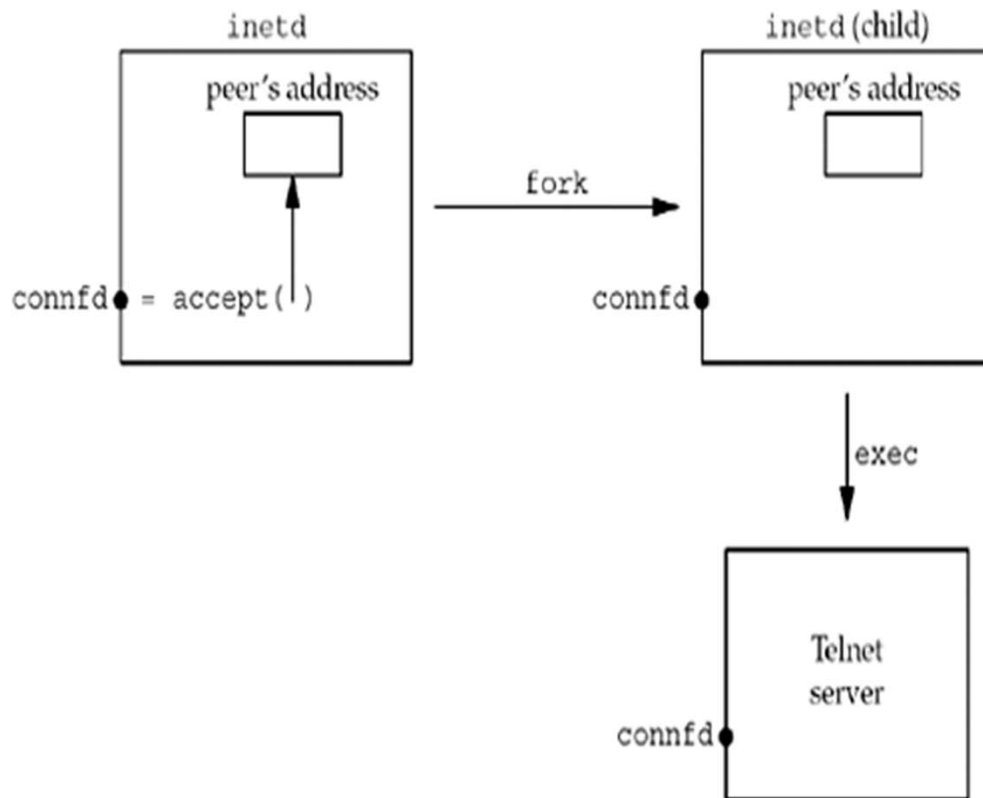 inetd
peer's address
connfd = accept( )
fork
inetd (child)
peer's address
connfd
exec
Telnet
server
connfd